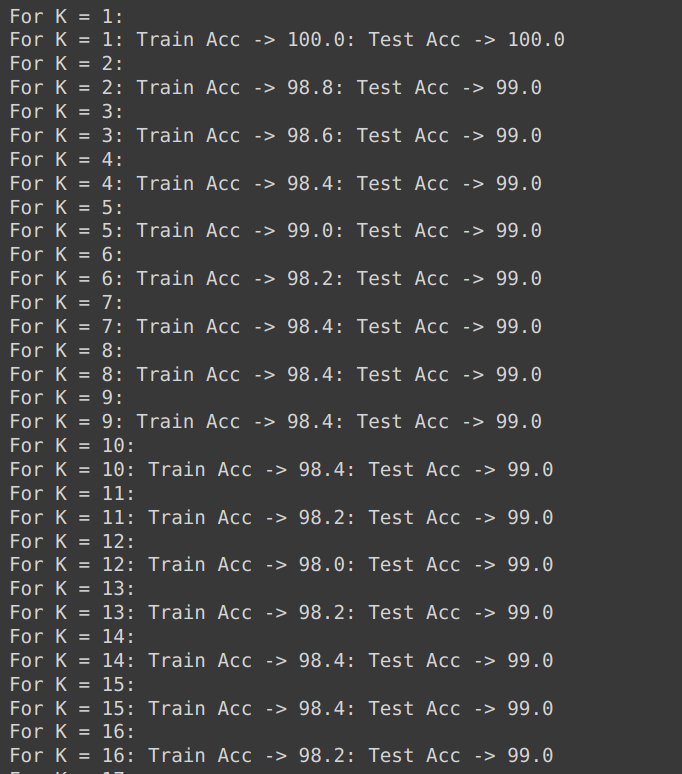 For K = 1:
For K = 1: Train Acc -> 100.0: Test Acc -> 100.0
For K = 2:
For K = 2: Train Acc -> 98.8: Test Acc -> 99.0
For K = 3:
For K = 3: Train Acc -> 98.6: Test Acc -> 99.0
For K = 4:
For K = 4: Train Acc -> 98.4: Test Acc -> 99.0
For K = 5:
For K = 5: Train Acc -> 99.0: Test Acc -> 99.0
For K = 6:
For K = 6: Train Acc -> 98.2: Test Acc -> 99.0
For K = 7:
For K = 7: Train Acc -> 98.4: Test Acc -> 99.0
For K = 8:
For K = 8: Train Acc -> 98.4: Test Acc -> 99.0
For K = 9:
For K = 9: Train Acc -> 98.4: Test Acc -> 99.0
For K = 10:
For K = 10: Train Acc -> 98.4: Test Acc -> 99.0
For K = 11:
For K = 11: Train Acc -> 98.2: Test Acc -> 99.0
For K = 12:
For K = 12: Train Acc -> 98.0: Test Acc -> 99.0
For K = 13:
For K = 13: Train Acc -> 98.2: Test Acc -> 99.0
For K = 14:
For K = 14: Train Acc -> 98.4: Test Acc -> 99.0
For K = 15:
For K = 15: Train Acc -> 98.4: Test Acc -> 99.0
For K = 16:
For K = 16: Train Acc -> 98.2: Test Acc -> 99.0